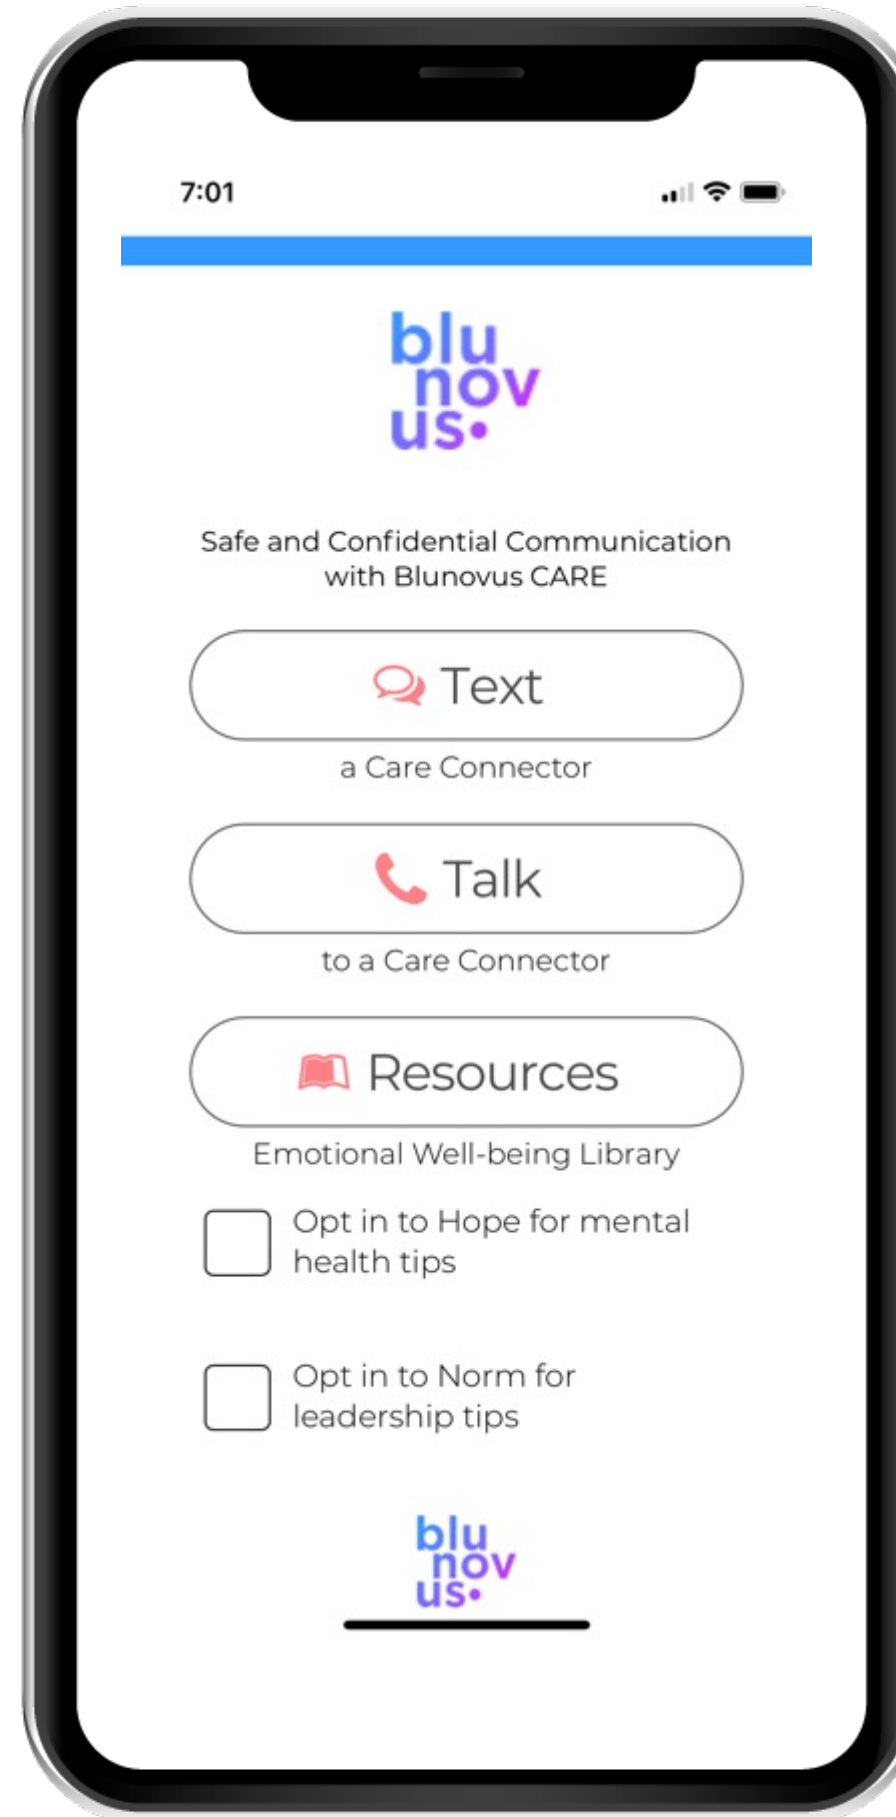 7:01
blu
nov
us
Safe and Confidential Communication
with Blunovus CARE
Text
a Care Connector
Talk
to a Care Connector
Resources
Emotional Well-being Library
Opt in to Hope for mental
health tips
Opt in to Norm for
leadership tips
blu
nov
us